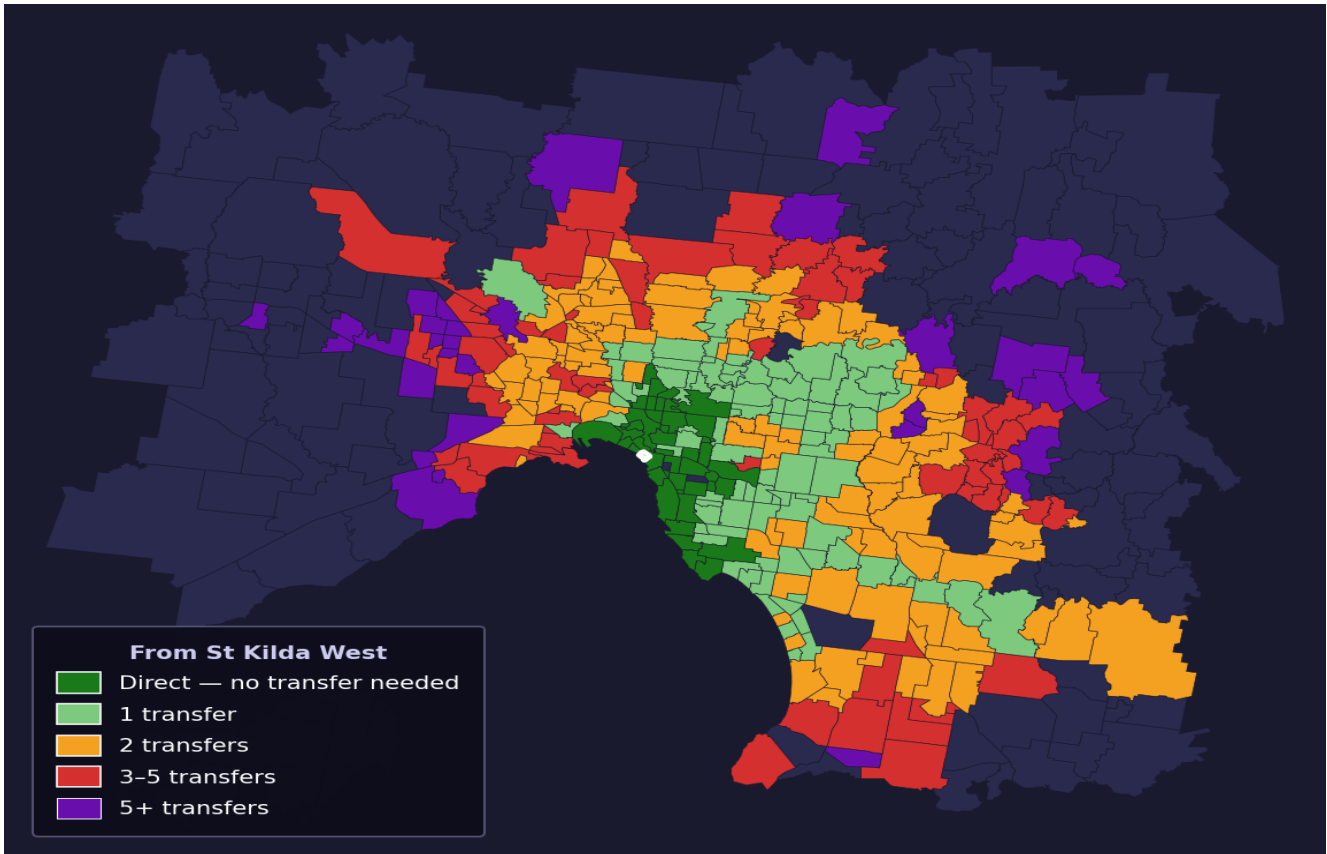 From St Kilda West
Direct — no transfer needed
1 transfer
2 transfers
3–5 transfers
5+ transfers